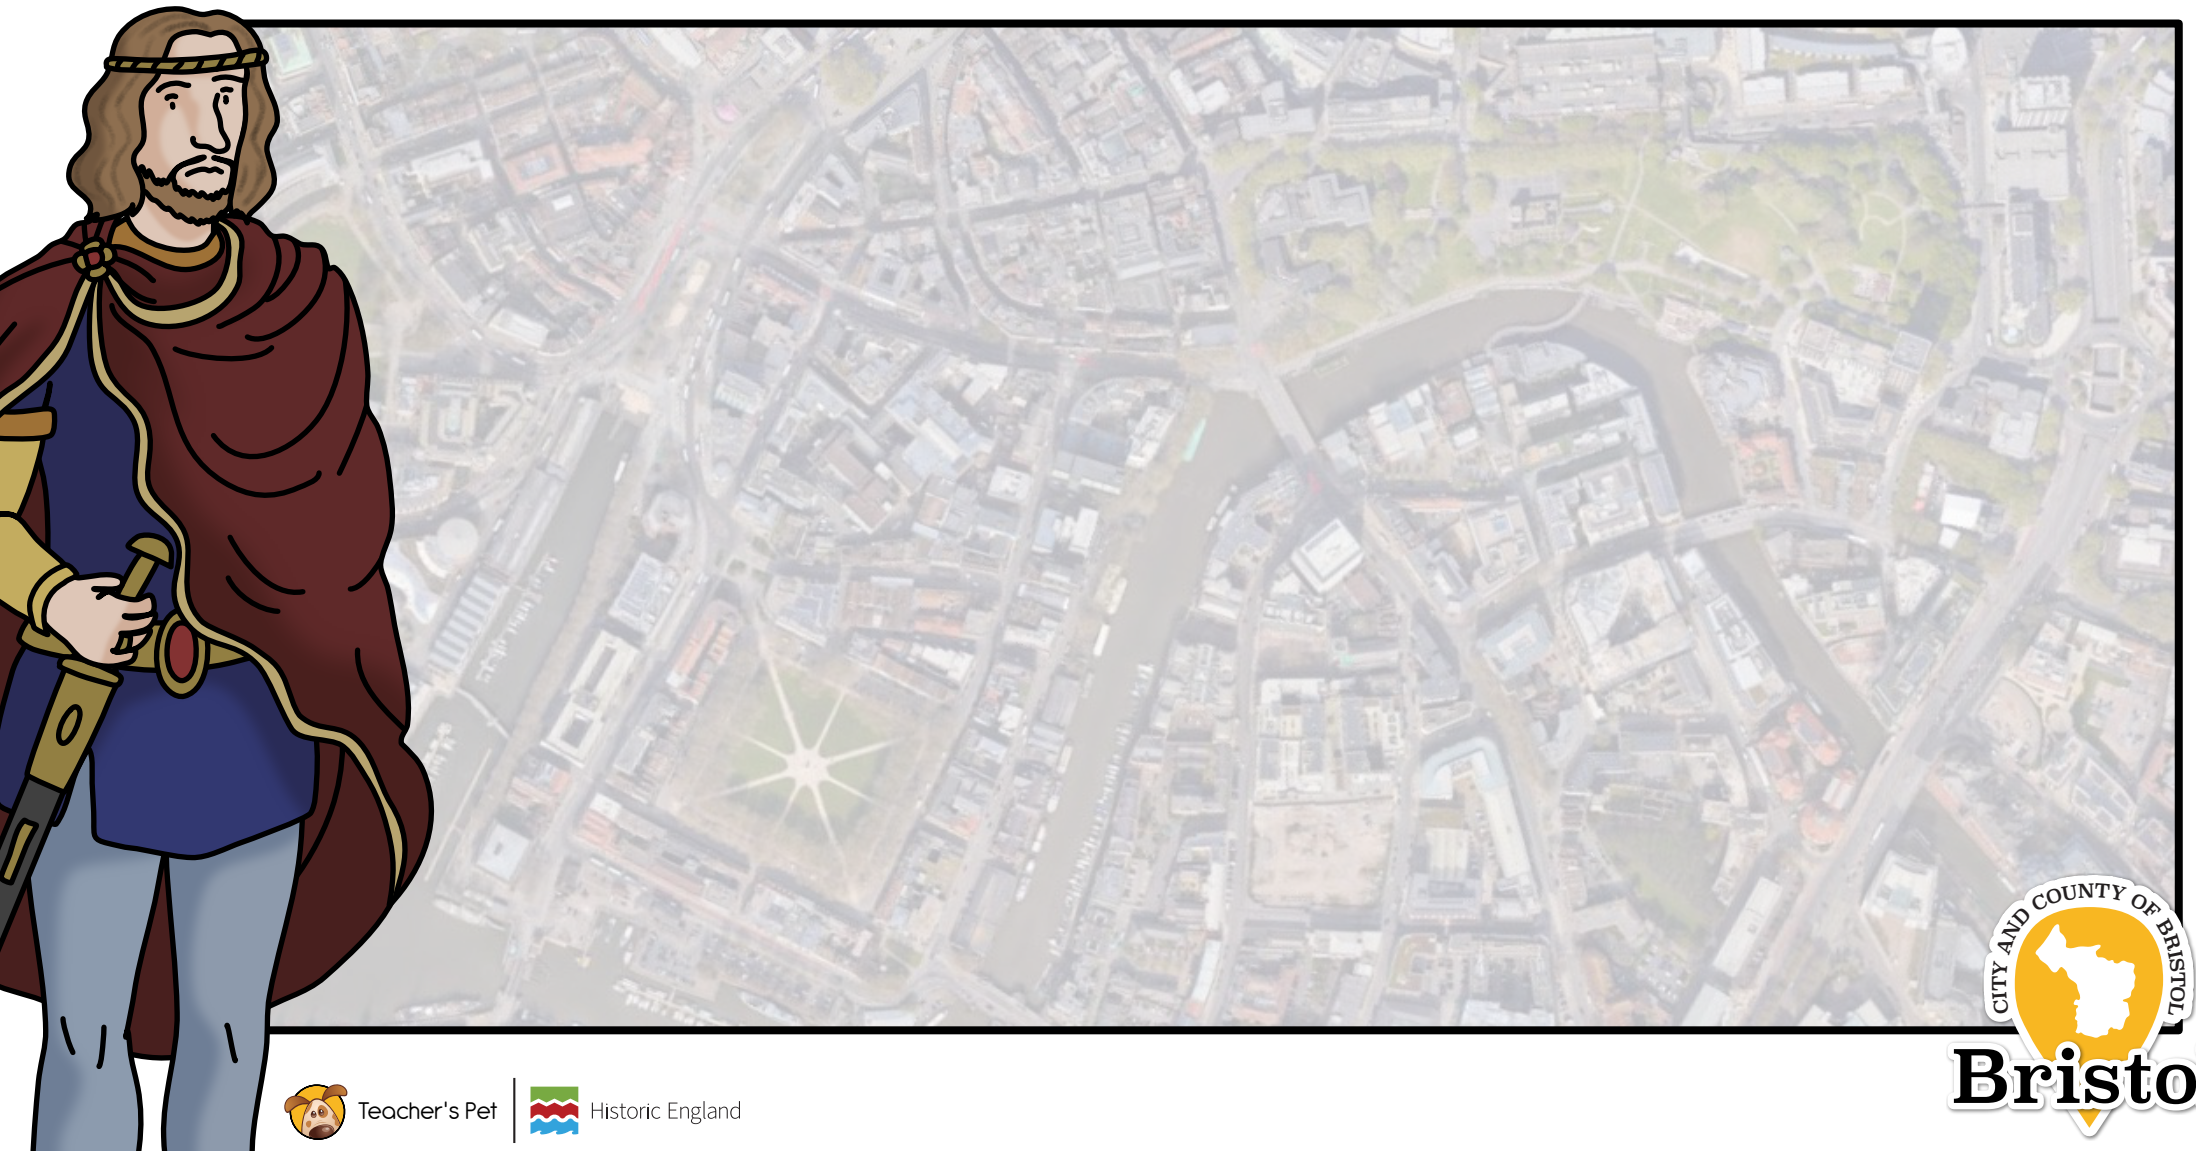 CITY AND COUNTY OF BRISTOL
Bristo
Teacher's Pet
Historic England